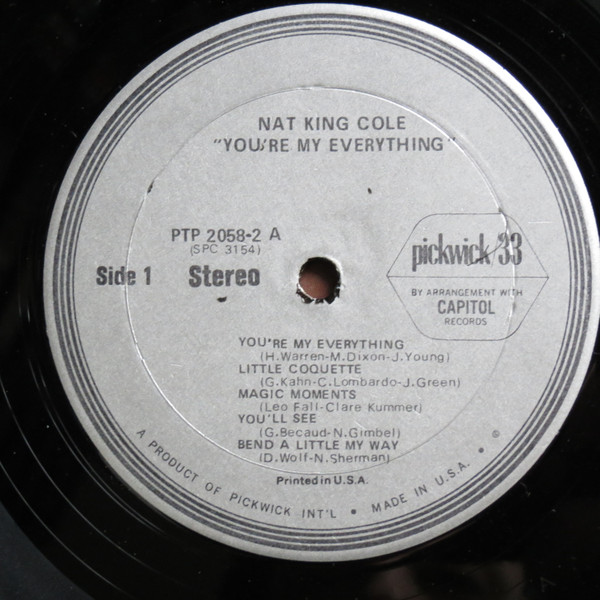 NAT KING COLE
"YOU'RE MY EVERYTHING"
PTP 2058-2 A
(SPC 3154)
Side 1 Stereo
pickwick/33
BY ARRANGEMENT WITH
CAPITOL
RECORDS
YOU'RE MY EVERYTHING
(H.Warren-M.Dixon-J.Young)
LITTLE COQUETTE
(G.Kahn-C.Lombardo-J.Green)
MAGIC MOMENTS
(Leo Fall-Clare Kummer)
YOU'LL SEE
(G.Becaud-N.Gimbel)
BEND A LITTLE MY WAY
(D.Wolf-N.Sherman)
Printed in U.S.A.
A PRODUCT OF PICKWICK INT'L • MADE IN U.S.A. • ©